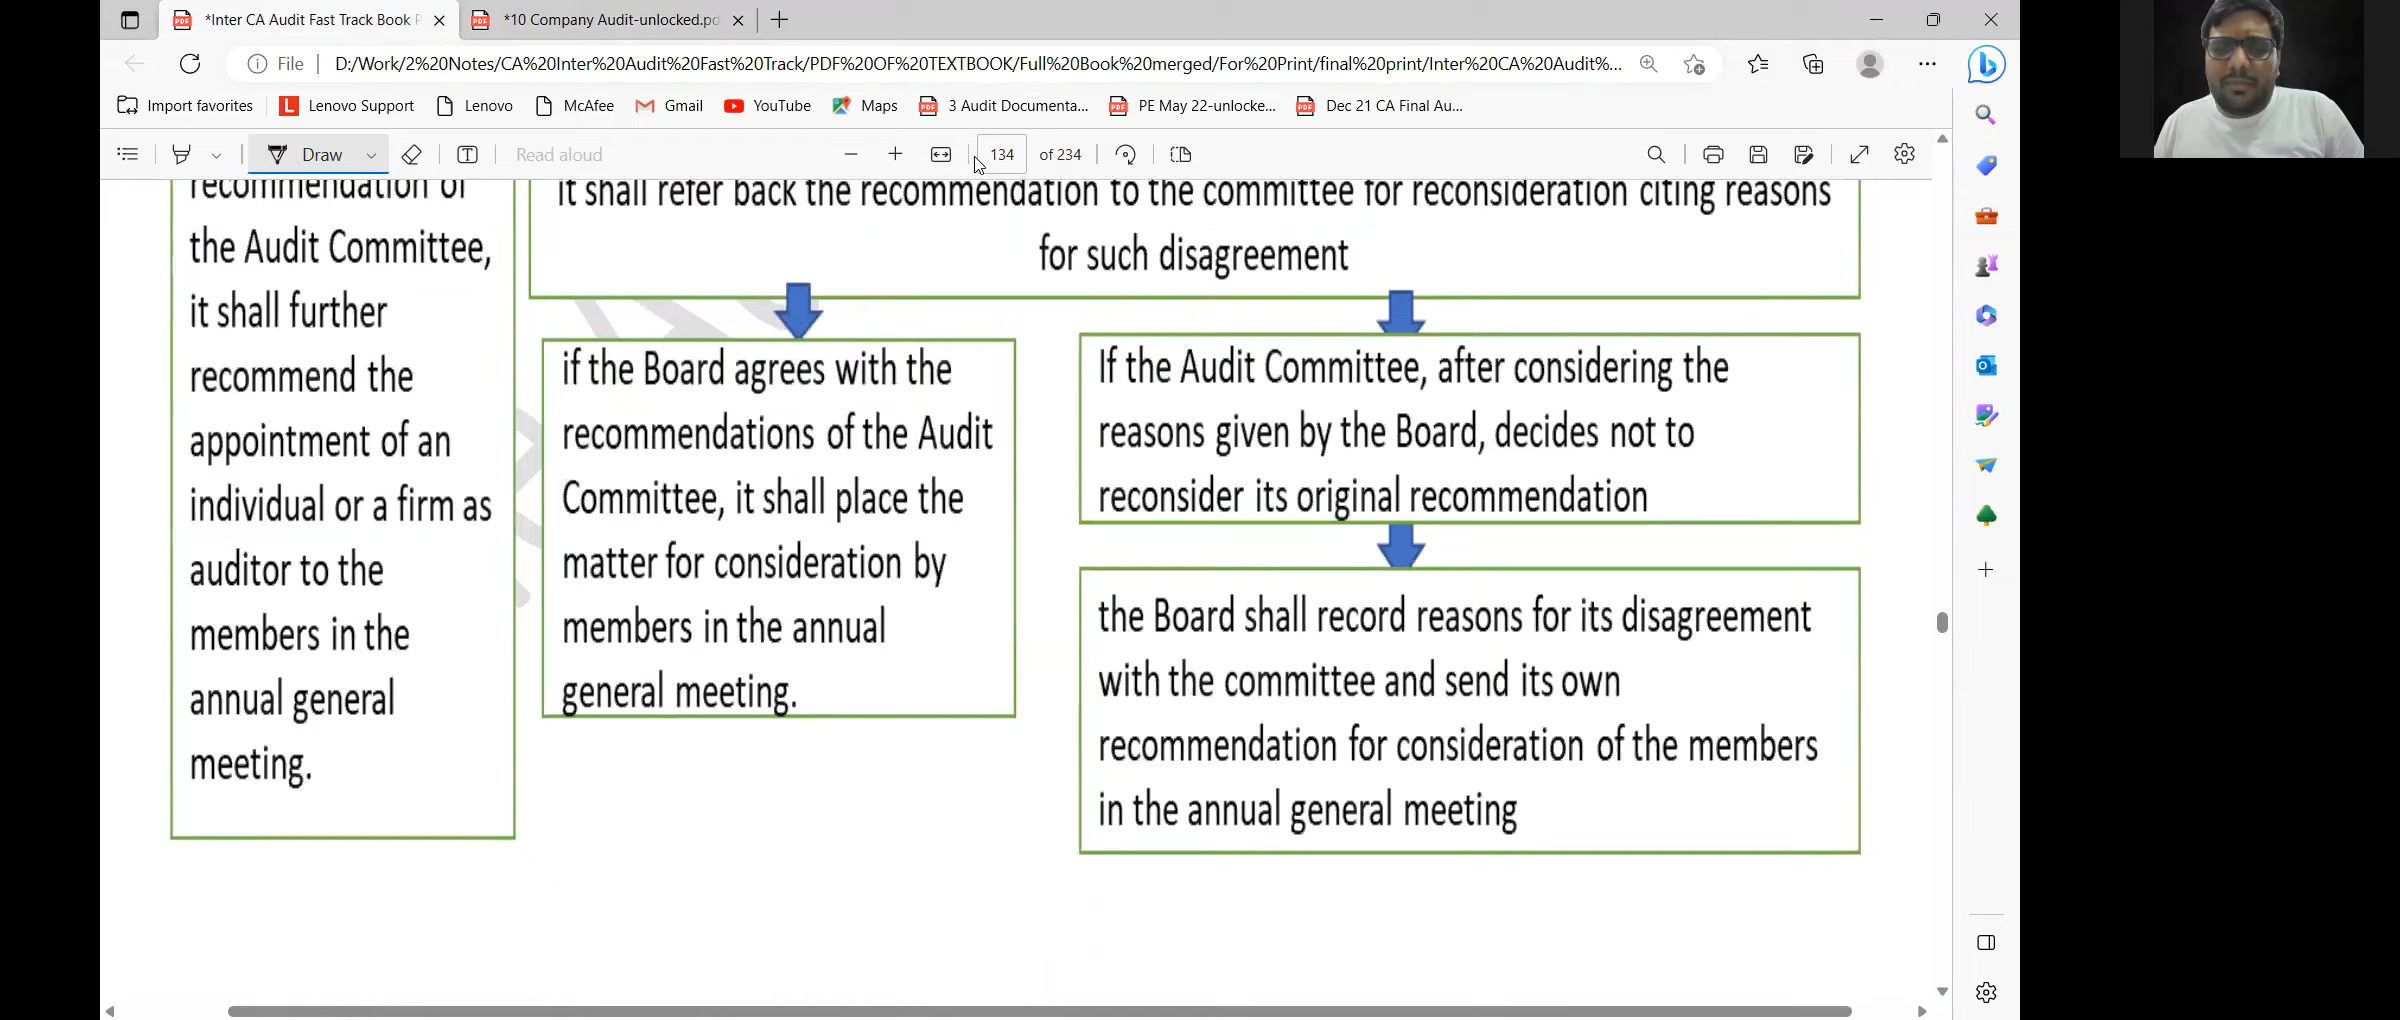 *Inter CA Audit Fast Track Book P
*10 Company Audit-unlocked.pd
File
D:/Work/2%20Notes/CA%20Inter%20Audit%20Fast%20Track/PDF%20OF%20TEXTBOOK/Full%20Book%20merged/For%20Print/final%20print/Inter%20CA%20Audit%...
Import favorites
L Lenovo Support
Lenovo
McAfee
Gmail
YouTube
Maps
PDF 3 Audit Documenta...
PDF PE May 22-unlocke...
PDF Dec 21 CA Final Au...
Draw
Read aloud
134 of 234
recommendation of
the Audit Committee,
it shall further
recommend the
appointment of an
individual or a firm as
auditor to the
members in the
annual general
meeting.
it shall refer back the recommendation to the committee for reconsideration citing reasons
for such disagreement
if the Board agrees with the
recommendations of the Audit
Committee, it shall place the
matter for consideration by
members in the annual
general meeting.
If the Audit Committee, after considering the
reasons given by the Board, decides not to
reconsider its original recommendation
the Board shall record reasons for its disagreement
with the committee and send its own
recommendation for consideration of the members
in the annual general meeting